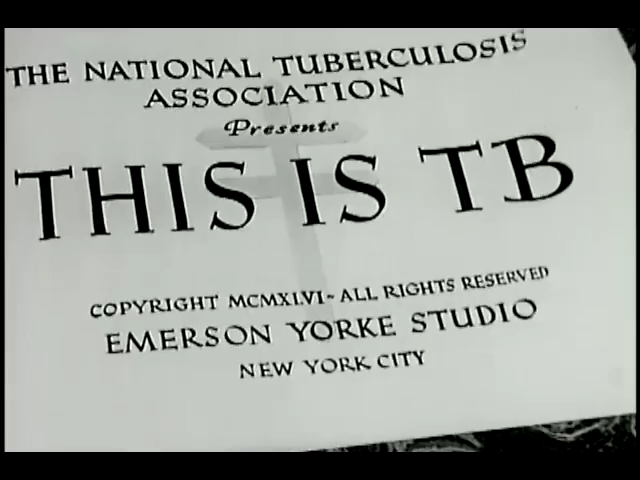 THE NATIONAL TUBERCULOSIS
ASSOCIATION
Presents
THIS IS TB
COPYRIGHT MCMXLVI - ALL RIGHTS RESERVED
EMERSON YORKE STUDIO
NEW YORK CITY